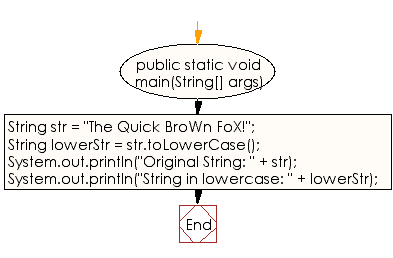 public static void
main(String[] args)
String str = "The Quick BroWn FoX!";
String lowerStr = str.toLowerCase();
System.out.println("Original String: " + str);
System.out.println("String in lowercase: " + lowerStr);
End